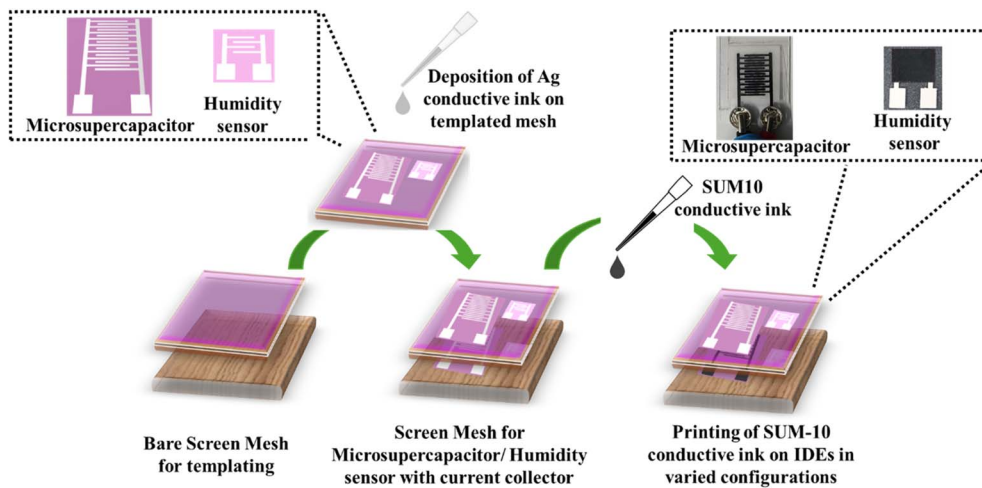 Microsupercapacitor
Humidity
sensor
Deposition of Ag
conductive ink on
templated mesh
Microsupercapacitor
Humidity
sensor
SUM10
conductive ink
Bare Screen Mesh
for templating
Screen Mesh for
Microsupercapacitor/ Humidity
sensor with current collector
Printing of SUM-10
conductive ink on IDEs in
varied configurations